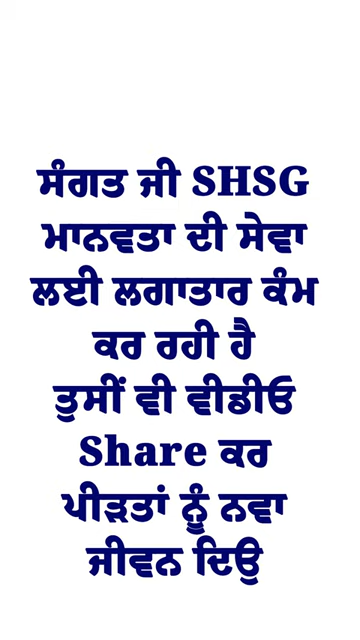 ਸੰਗਤ ਜੀ SHSG
ਮਾਨਵਤਾ ਦੀ ਸੇਵਾ
ਲਈ ਲਗਾਤਾਰ ਕੰਮ
ਕਰ ਰਹੀ ਹੈ
ਤੁਸੀਂ ਵੀ ਵੀਡੀਓ
Share ਕਰ
ਪੀੜਤਾਂ ਨੂੰ ਨਵਾ
ਜੀਵਨ ਦਿਉ